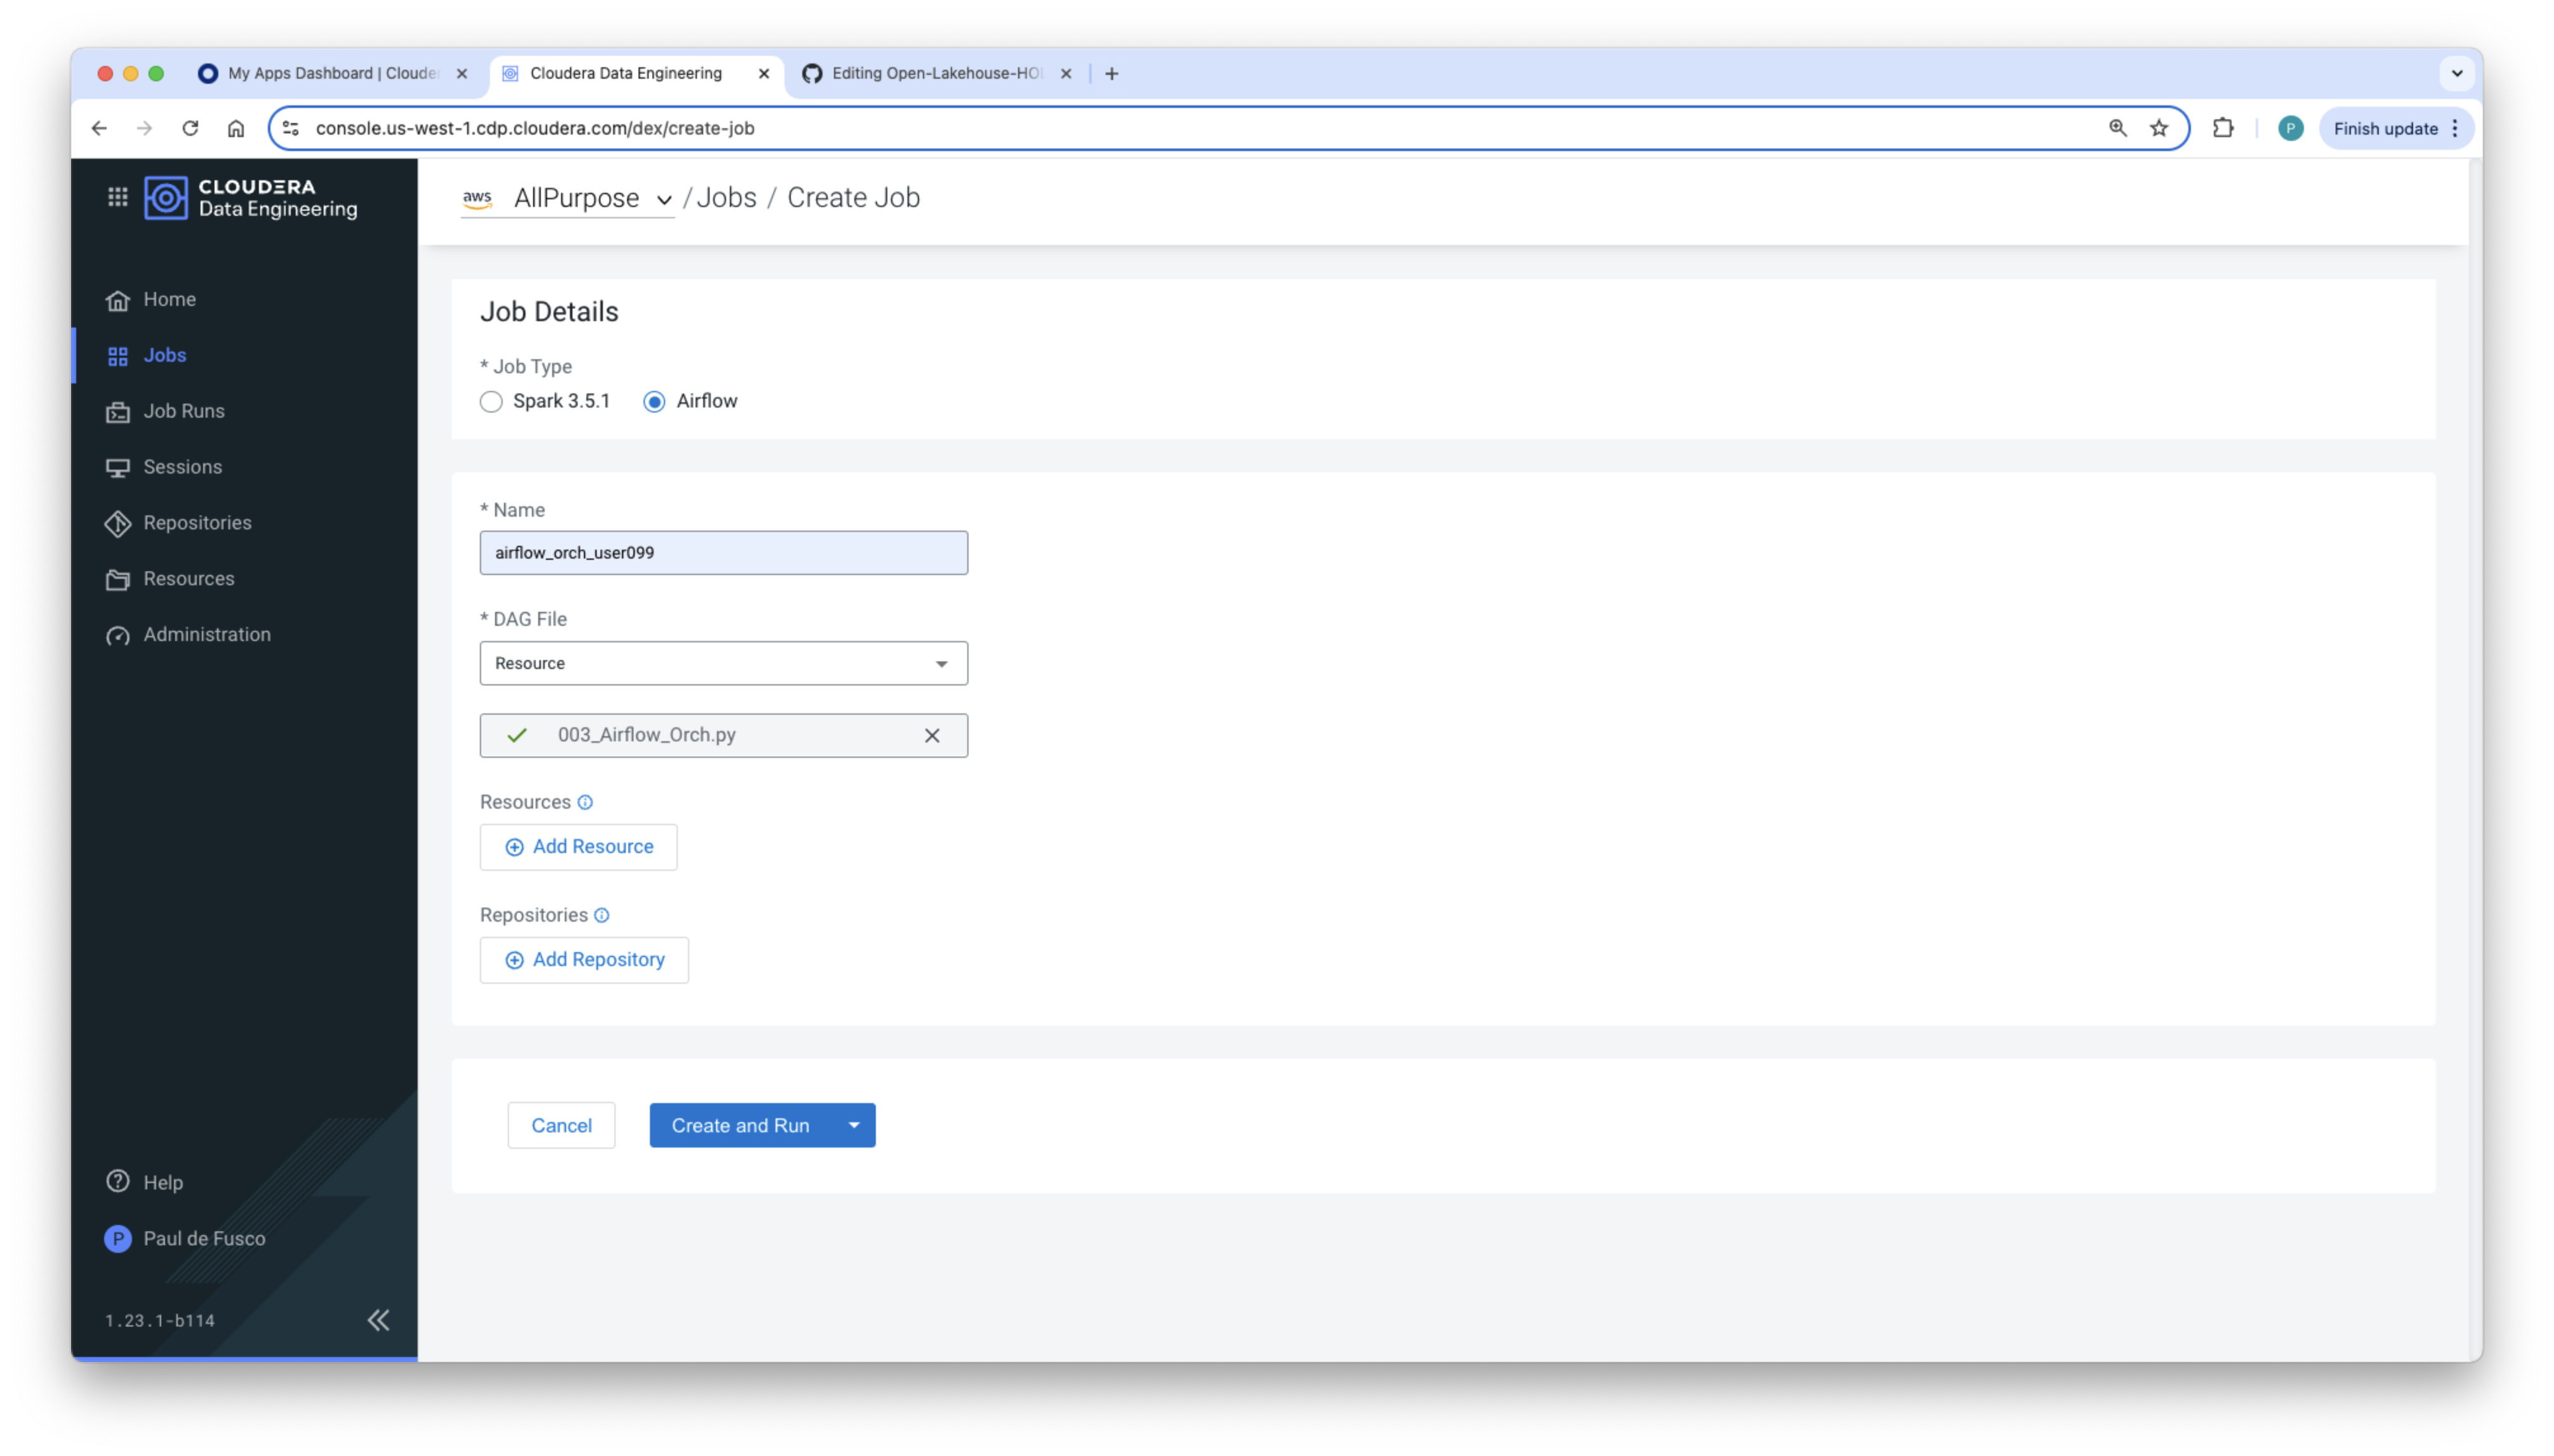 My Apps Dashboard | Clouder
Cloudera Data Engineering
Editing Open-Lakehouse-HOL
console.us-west-1.cdp.cloudera.com/dex/create-job
P
Finish update
CLOUDERA
Data Engineering
aws AllPurpose / Jobs / Create Job
Home
Jobs
Job Runs
Sessions
Repositories
Resources
Administration
Job Details
* Job Type
Spark 3.5.1 Airflow
* Name
airflow_orch_user099
* DAG File
Resource
003_Airflow_Orch.py
Resources
Add Resource
Repositories
Add Repository
Cancel Create and Run
Help
P Paul de Fusco
1.23.1-b114